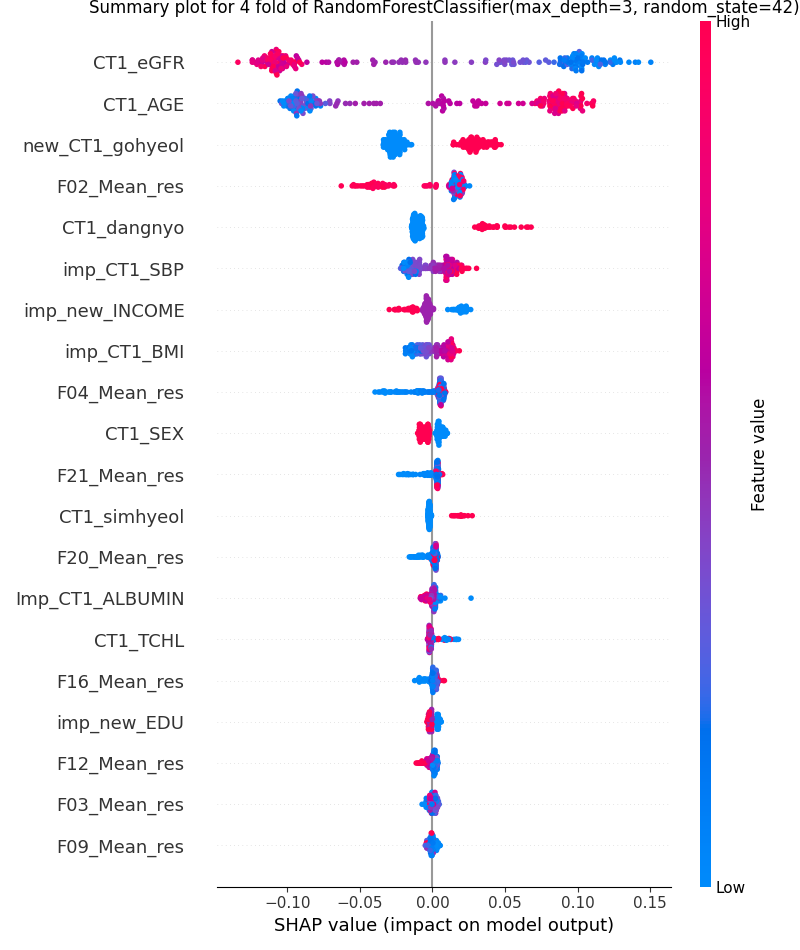 Summary plot for 4 fold of RandomForestClassifier(max_depth=3, random_state=42)
High
CT1_eGFR
CT1_AGE
new_CT1_gohyeol
F02_Mean_res
CT1_dangnyo
imp_CT1_SBP
imp_new_INCOME
imp_CT1_BMI
F04_Mean_res
CT1_SEX
F21_Mean_res
CT1_simhyeol
F20_Mean_res
Imp_CT1_ALBUMIN
CT1_TCHL
F16_Mean_res
imp_new_EDU
F12_Mean_res
F03_Mean_res
F09_Mean_res
Feature value
Low
−0.10 −0.05 0.00 0.05 0.10 0.15
SHAP value (impact on model output)